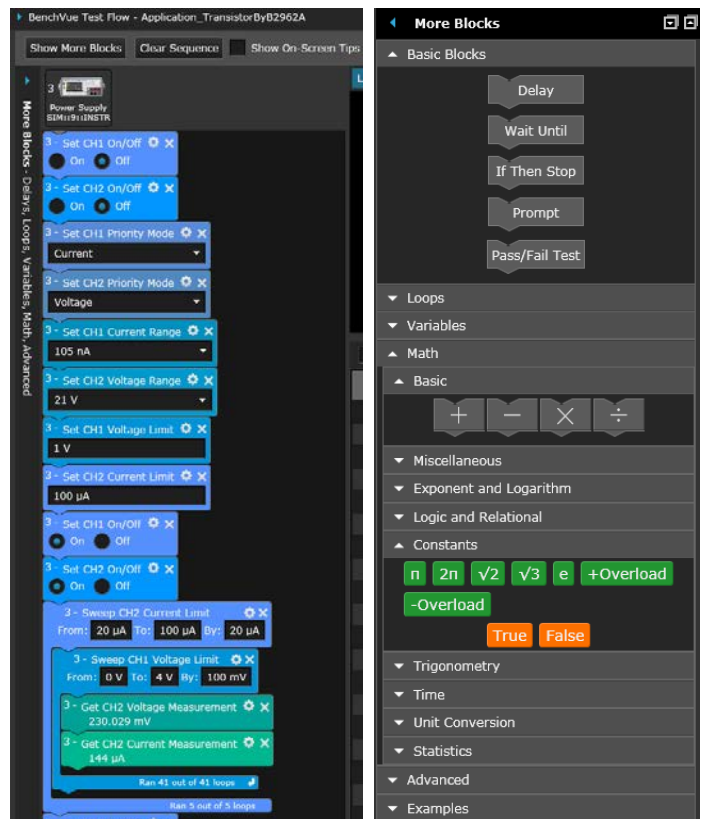 BenchVue Test Flow - Application_TransistorByB2962A
Show More Blocks Clear Sequence Show On-Screen Tips
More Blocks - Delays, Loops, Variables, Math, Advanced
3
Power Supply
L
3 - Set CH1 On/Off
On Off
3 - Set CH2 On/Off
On Off
3 - Set CH1 Priority Mode
Current
3 - Set CH2 Priority Mode
Voltage
3 - Set CH1 Current Range
105 nA
3 - Set CH2 Voltage Range
21 V
3 - Set CH1 Voltage Limit
1 V
3 - Set CH2 Current Limit
100 µA
3 - Set CH1 On/Off
On Off
3 - Set CH2 On/Off
On Off
3 - Sweep CH2 Current Limit
From: 20 µA To: 100 µA By: 20 µA
3 - Sweep CH1 Voltage Limit
From: 0 V To: 4 V By: 100 mV
3 - Get CH2 Voltage Measurement
230.029 mV
3 - Get CH2 Current Measurement
144 µA
Ran 41 out of 41 loops
Ran 5 out of 5 loops
More Blocks
Basic Blocks
Delay
Wait Until
If Then Stop
Prompt
Pass/Fail Test
Loops
Variables
Math
Basic
+ − × ÷
Miscellaneous
Exponent and Logarithm
Logic and Relational
Constants
π 2π √2 √3 e +Overload
-Overload
True False
Trigonometry
Time
Unit Conversion
Statistics
Advanced
Examples